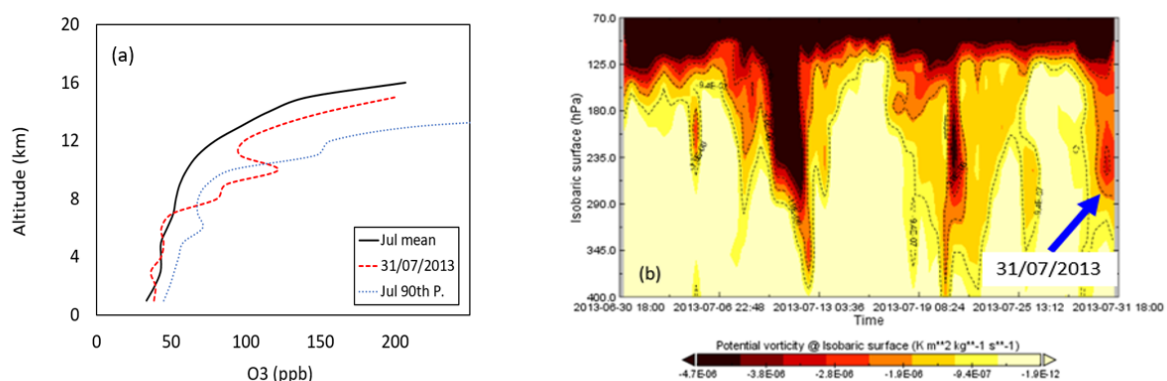 20
16
12
8
4
0
Altitude (km)
(a)
Jul mean
31/07/2013
Jul 90th P.
0 50 100 150 200
O3 (ppb)
70.0
125.0
180.0
235.0
290.0
345.0
400.0
Isobaric surface (hPa)
(b)
31/07/2013
2013-06-30 18:00 2013-07-06 22:48 2013-07-13 03:36 2013-07-19 08:24 2013-07-25 13:12 2013-07-31 18:00
Time
Potential vorticity @ Isobaric surface (K m**2 kg**-1 s**-1)
-4.7E-06 -3.8E-06 -2.8E-06 -1.9E-06 -9.4E-07 -1.9E-12